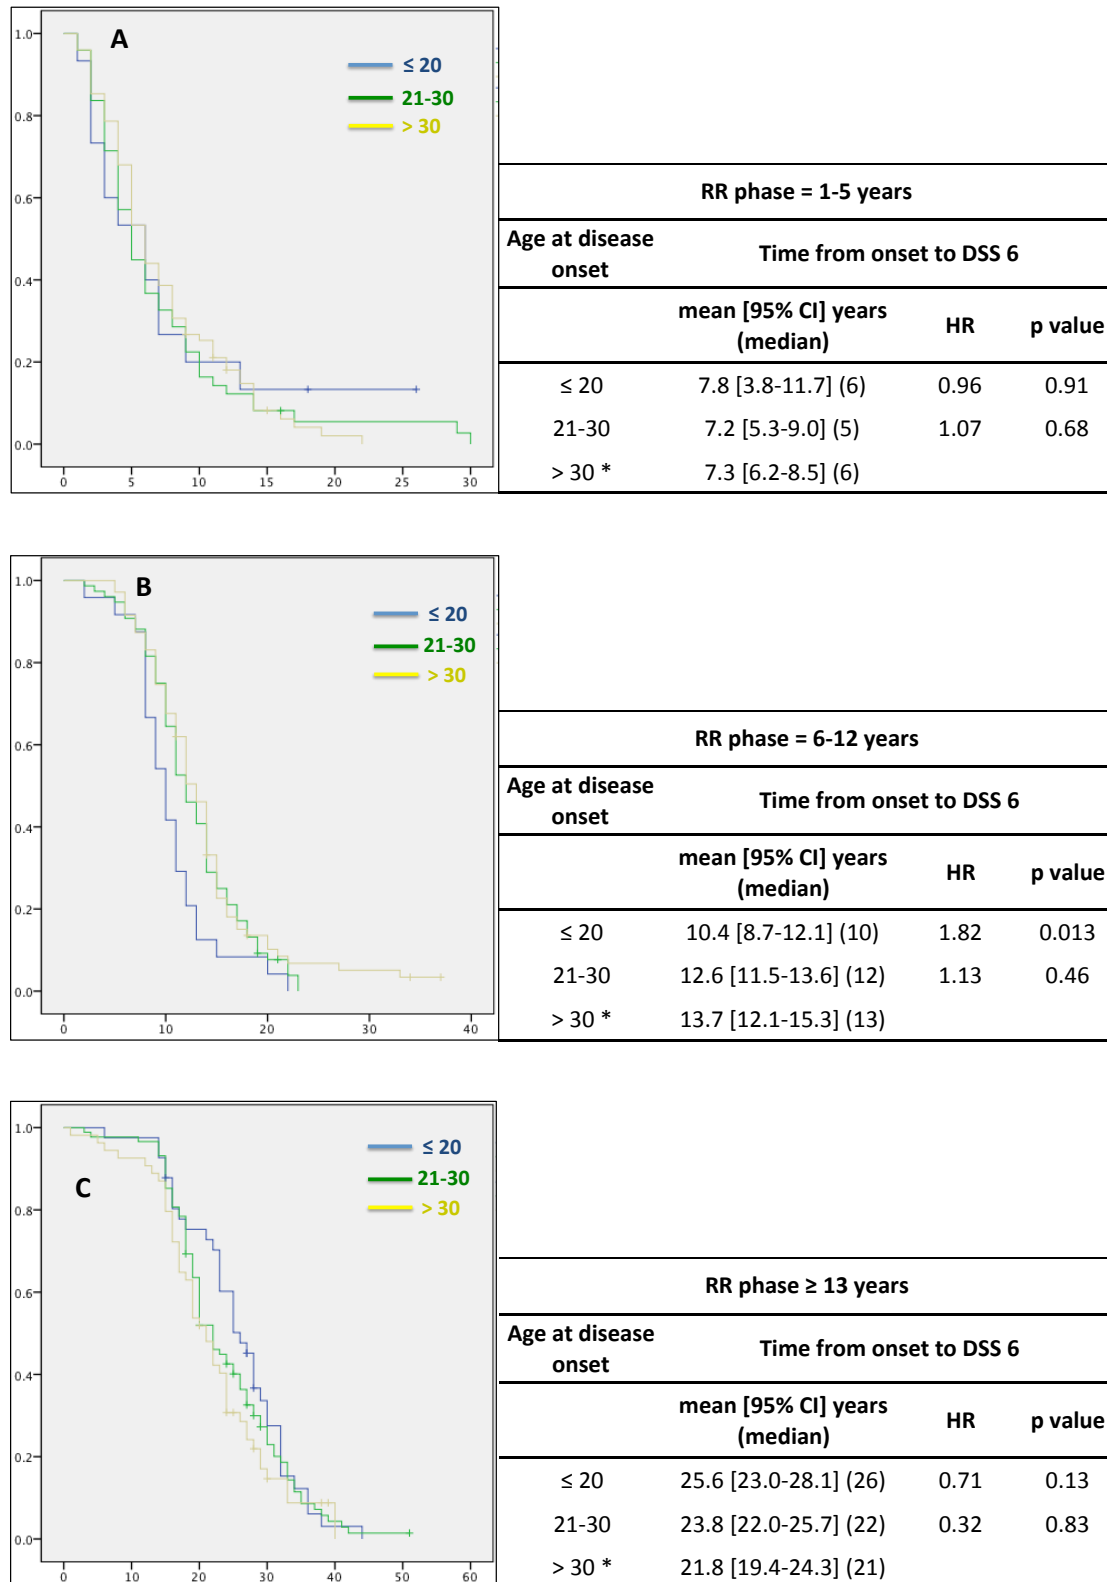 A
≤ 20
21-30
> 30
1.0
0.8
0.6
0.4
0.2
0.0
0 5 10 15 20 25 30
RR phase = 1-5 years
Age at disease onset Time from onset to DSS 6
mean [95% CI] years (median) HR p value
≤ 20 7.8 [3.8-11.7] (6) 0.96 0.91
21-30 7.2 [5.3-9.0] (5) 1.07 0.68
> 30 * 7.3 [6.2-8.5] (6)
B
≤ 20
21-30
> 30
1.0
0.8
0.6
0.4
0.2
0.0
0 10 20 30 40
RR phase = 6-12 years
Age at disease onset Time from onset to DSS 6
mean [95% CI] years (median) HR p value
≤ 20 10.4 [8.7-12.1] (10) 1.82 0.013
21-30 12.6 [11.5-13.6] (12) 1.13 0.46
> 30 * 13.7 [12.1-15.3] (13)
C
≤ 20
21-30
> 30
1.0
0.8
0.6
0.4
0.2
0.0
0 10 20 30 40 50 60
RR phase ≥ 13 years
Age at disease onset Time from onset to DSS 6
mean [95% CI] years (median) HR p value
≤ 20 25.6 [23.0-28.1] (26) 0.71 0.13
21-30 23.8 [22.0-25.7] (22) 0.32 0.83
> 30 * 21.8 [19.4-24.3] (21)